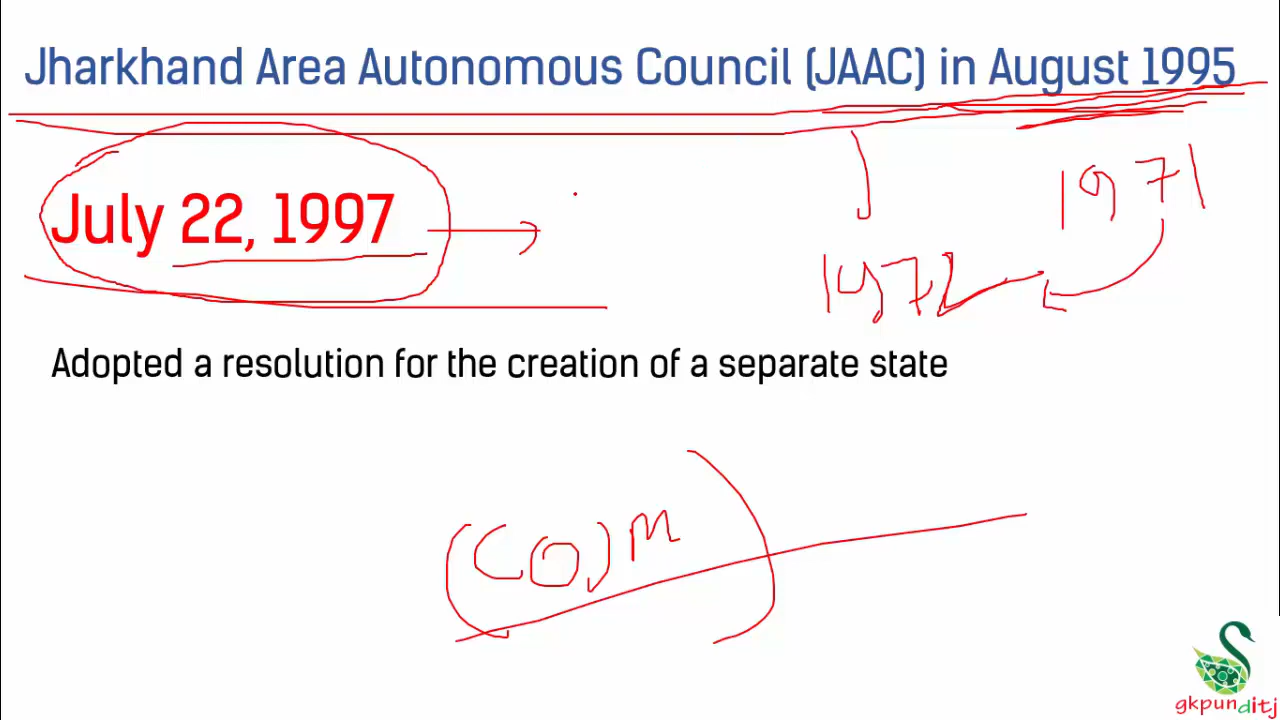 Jharkhand Area Autonomous Council (JAAC) in August 1995
1971
July 22, 1997
1972
Adopted a resolution for the creation of a separate state
(CO)M
gkpunditj